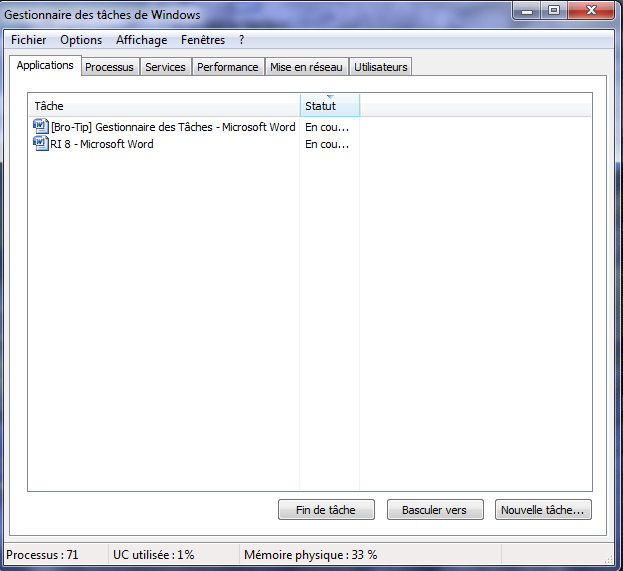 Gestionnaire des tâches de Windows
Fichier Options Affichage Fenêtres ?
Applications Processus Services Performance Mise en réseau Utilisateurs
Tâche Statut
[Bro-Tip] Gestionnaire des Tâches - Microsoft Word En cou...
RI 8 - Microsoft Word En cou...
Fin de tâche Basculer vers Nouvelle tâche...
Processus : 71 UC utilisée : 1% Mémoire physique : 33 %